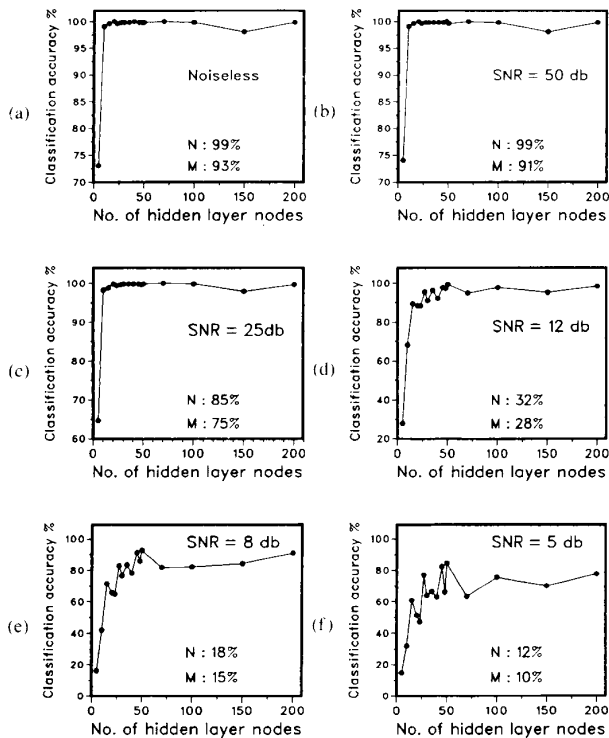 (a)
Classification accuracy %
100
95
90
85
80
75
70
Noiseless
N : 99%
M : 93%
0 50 100 150 200
No. of hidden layer nodes
(b)
Classification accuracy %
100
95
90
85
80
75
70
SNR = 50 db
N : 99%
M : 91%
0 50 100 150 200
No. of hidden layer nodes
(c)
Classification accuracy %
100
90
80
70
60
SNR = 25db
N : 85%
M : 75%
0 50 100 150 200
No. of hidden layer nodes
(d)
Classification accuracy %
100
80
60
40
20
SNR = 12 db
N : 32%
M : 28%
0 50 100 150 200
No. of hidden layer nodes
(e)
Classification accuracy %
100
80
60
40
20
0
SNR = 8 db
N : 18%
M : 15%
0 50 100 150 200
No. of hidden layer nodes
(f)
Classification accuracy %
100
80
60
40
20
0
SNR = 5 db
N : 12%
M : 10%
0 50 100 150 200
No. of hidden layer nodes